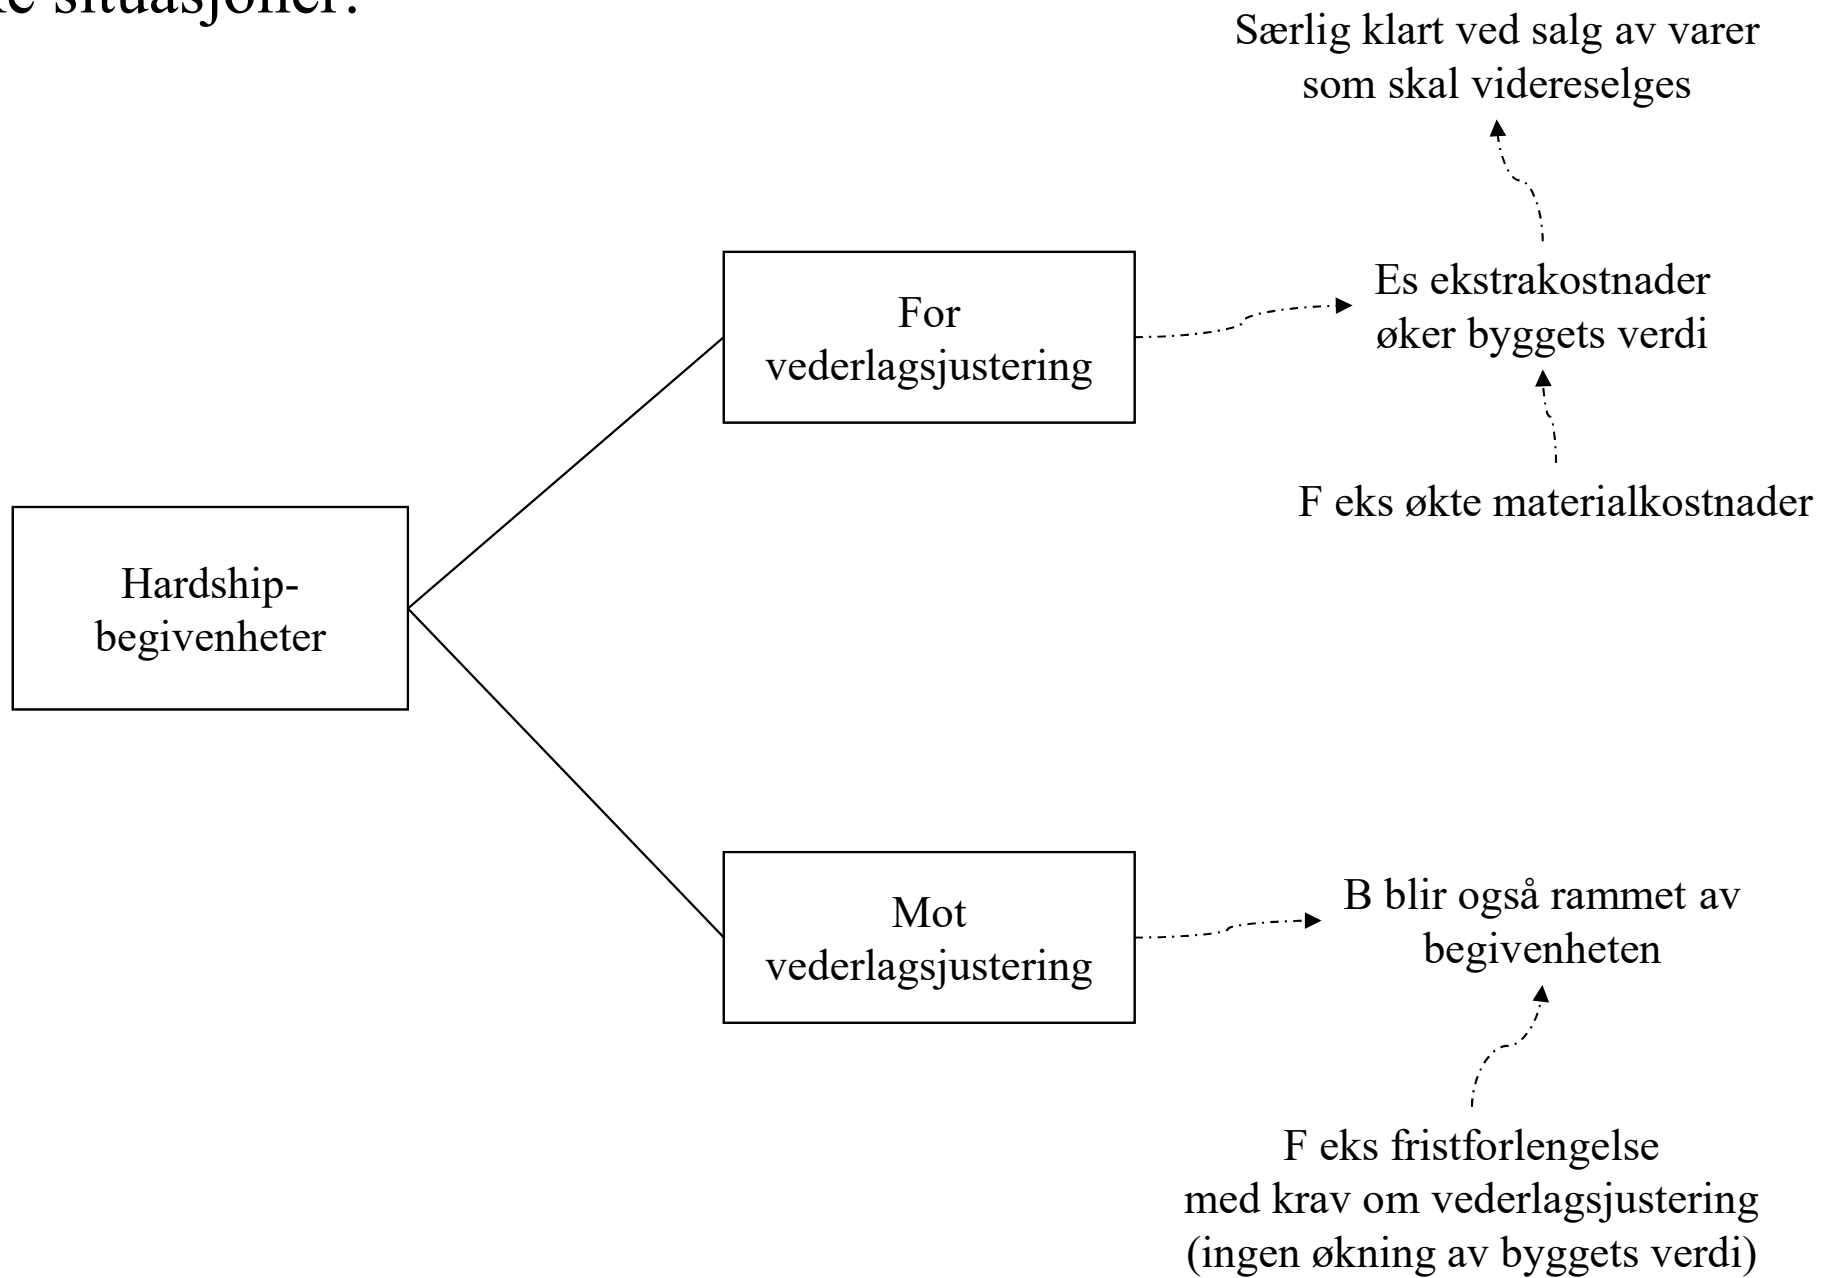 situasjoner:
Særlig klart ved salg av varer
som skal videreselges
For
vederlagsjustering
Es ekstrakostnader
øker byggets verdi
F eks økte materialkostnader
Hardship-
begivenheter
Mot
vederlagsjustering
B blir også rammet av
begivenheten
F eks fristforlengelse
med krav om vederlagsjustering
(ingen økning av byggets verdi)